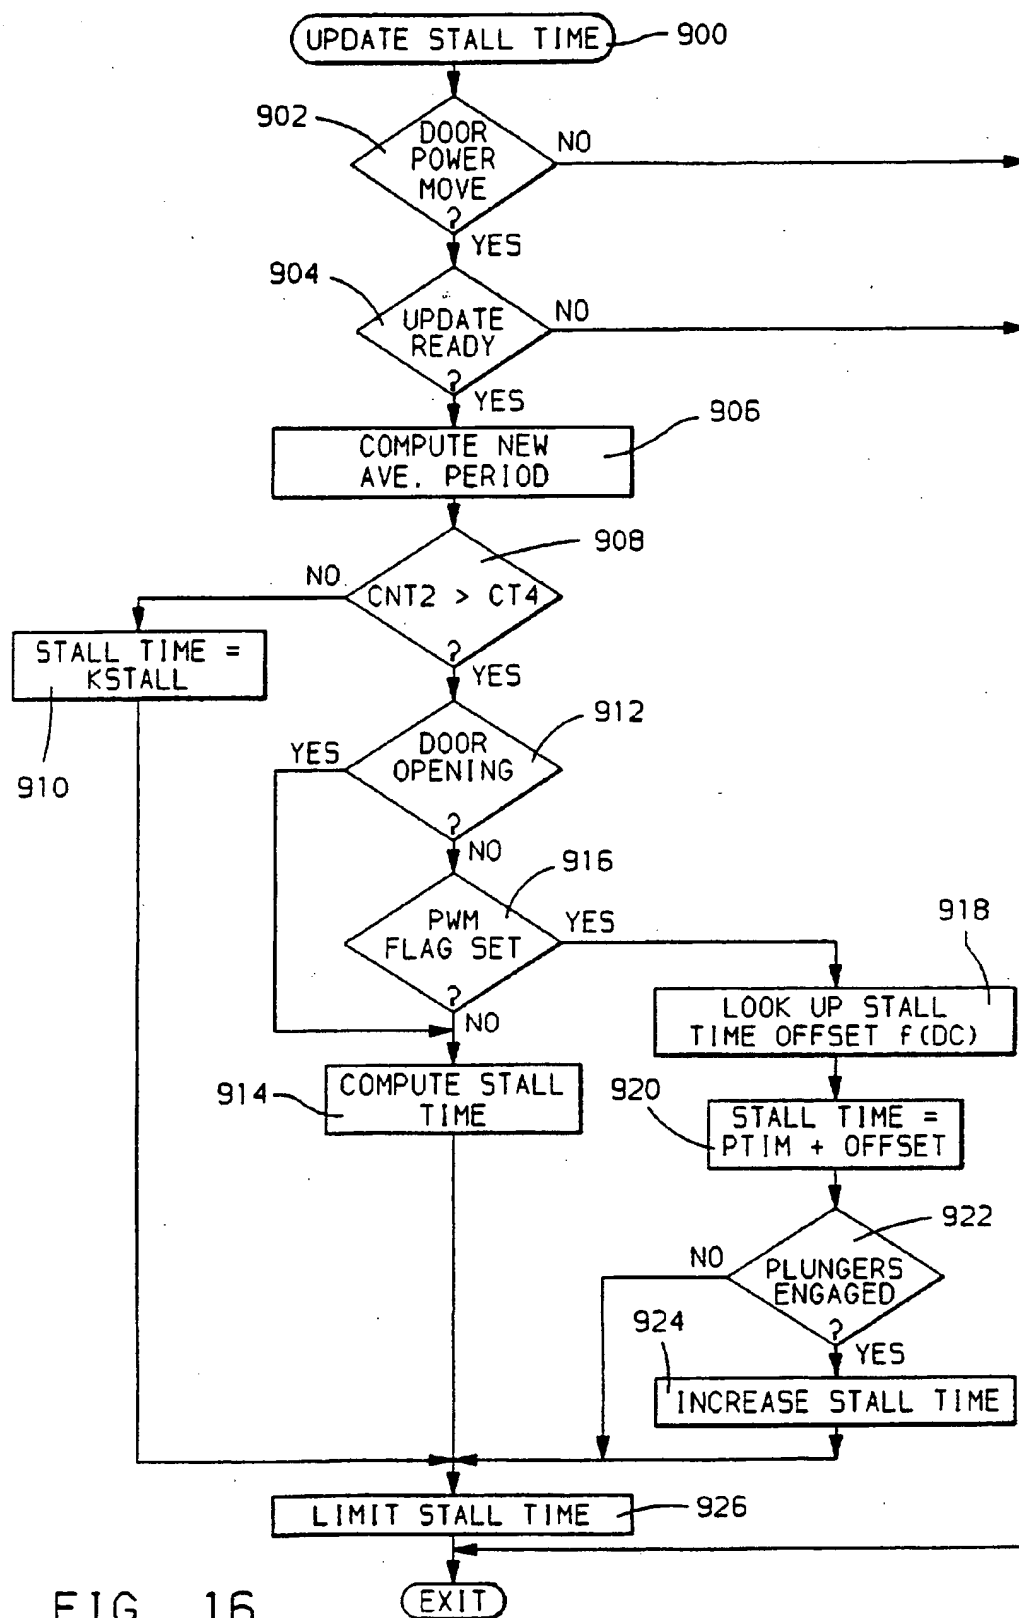 UPDATE STALL TIME
900
902
DOOR
POWER
MOVE
?
NO
YES
904
UPDATE
READY
?
NO
YES
906
COMPUTE NEW
AVE. PERIOD
908
NO
CNT2 > CT4
?
YES
STALL TIME =
KSTALL
910
912
YES
DOOR
OPENING
?
NO
916
PWM
FLAG SET
?
YES
NO
918
LOOK UP STALL
TIME OFFSET f(DC)
914
COMPUTE STALL
TIME
920
STALL TIME =
PTIM + OFFSET
922
NO
PLUNGERS
ENGAGED
?
YES
924
INCREASE STALL TIME
LIMIT STALL TIME
926
EXIT
FIG. 16